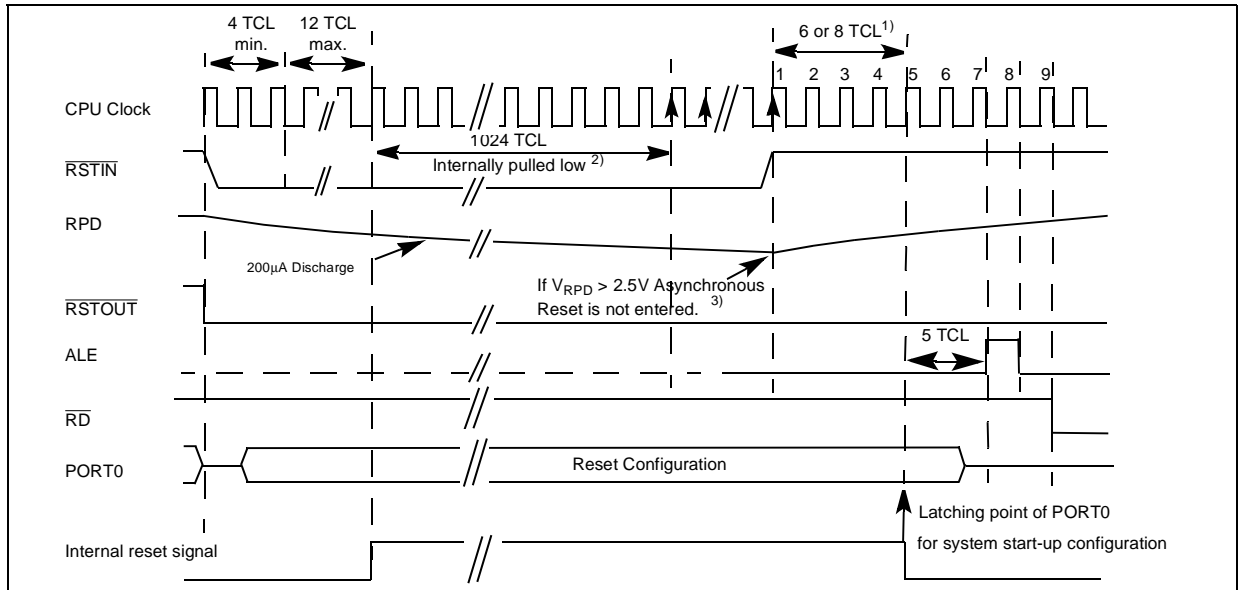 4 TCL
min.
12 TCL
max.
6 or 8 TCL1)
1 2 3 4 5 6 7 8 9
CPU Clock
1024 TCL
RSTIN
Internally pulled low 2)
RPD
200µA Discharge
If VRPD > 2.5V Asynchronous
Reset is not entered. 3)
RSTOUT
5 TCL
ALE
RD
PORT0
Reset Configuration
Latching point of PORT0
for system start-up configuration
Internal reset signal